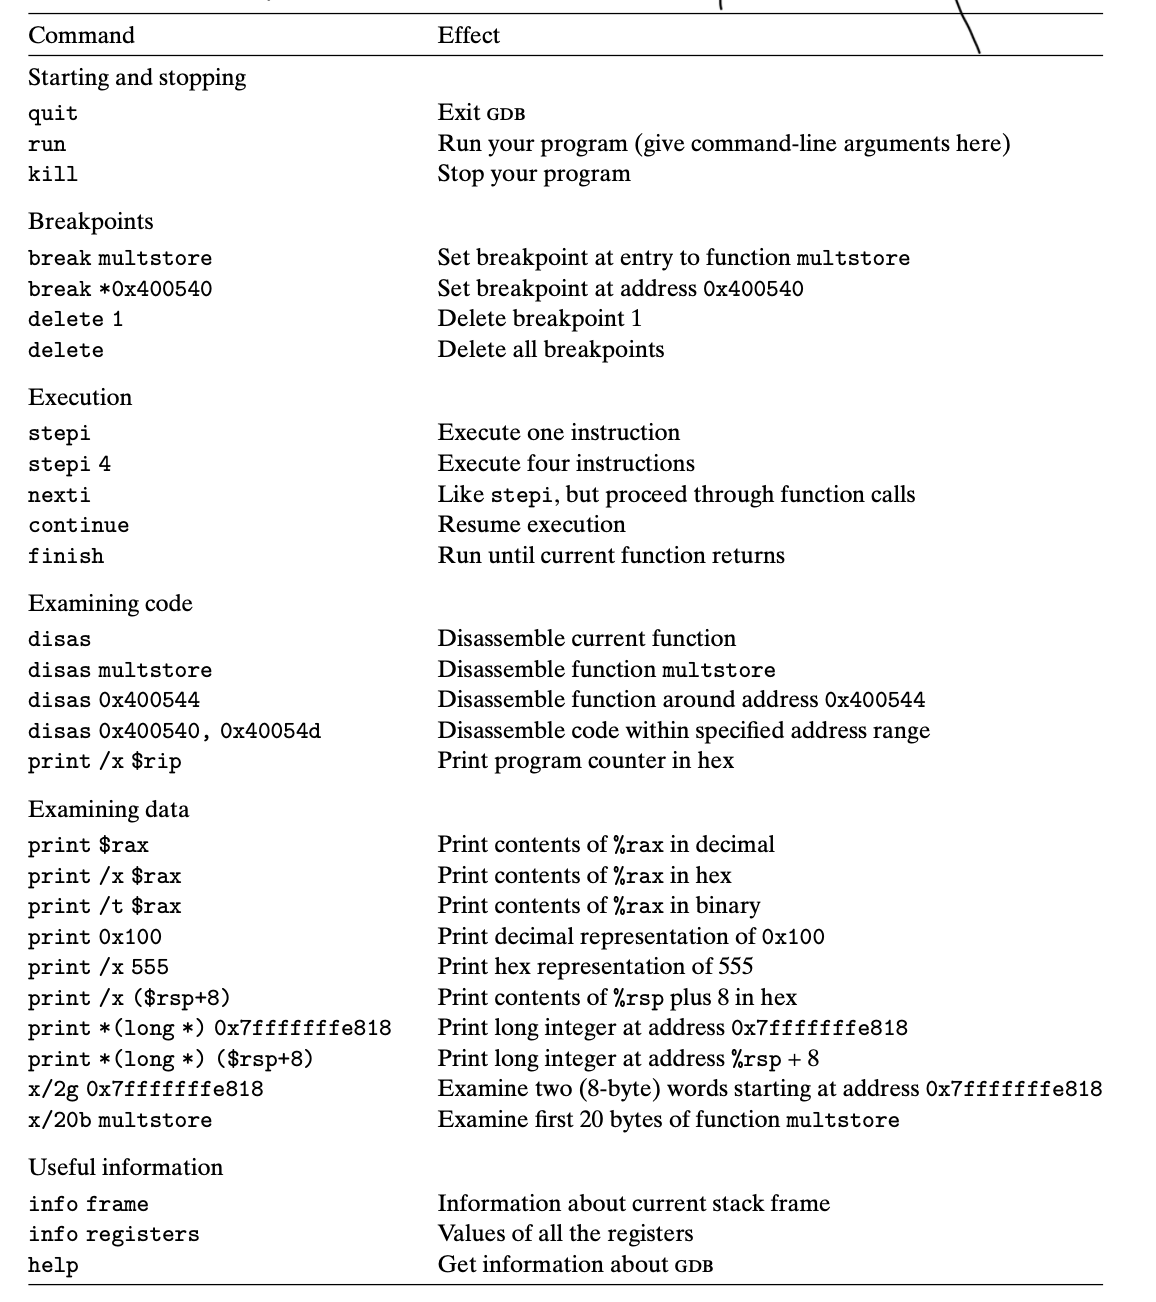 Command Effect
Starting and stopping
quit Exit GDB
run Run your program (give command-line arguments here)
kill Stop your program
Breakpoints
break multstore Set breakpoint at entry to function multstore
break *0x400540 Set breakpoint at address 0x400540
delete 1 Delete breakpoint 1
delete Delete all breakpoints
Execution
stepi Execute one instruction
stepi 4 Execute four instructions
nexti Like stepi, but proceed through function calls
continue Resume execution
finish Run until current function returns
Examining code
disas Disassemble current function
disas multstore Disassemble function multstore
disas 0x400544 Disassemble function around address 0x400544
disas 0x400540, 0x40054d Disassemble code within specified address range
print /x $rip Print program counter in hex
Examining data
print $rax Print contents of %rax in decimal
print /x $rax Print contents of %rax in hex
print /t $rax Print contents of %rax in binary
print 0x100 Print decimal representation of 0x100
print /x 555 Print hex representation of 555
print /x ($rsp+8) Print contents of %rsp plus 8 in hex
print *(long *) 0x7fffffffe818 Print long integer at address 0x7fffffffe818
print *(long *) ($rsp+8) Print long integer at address %rsp + 8
x/2g 0x7fffffffe818 Examine two (8-byte) words starting at address 0x7fffffffe818
x/20b multstore Examine first 20 bytes of function multstore
Useful information
info frame Information about current stack frame
info registers Values of all the registers
help Get information about GDB